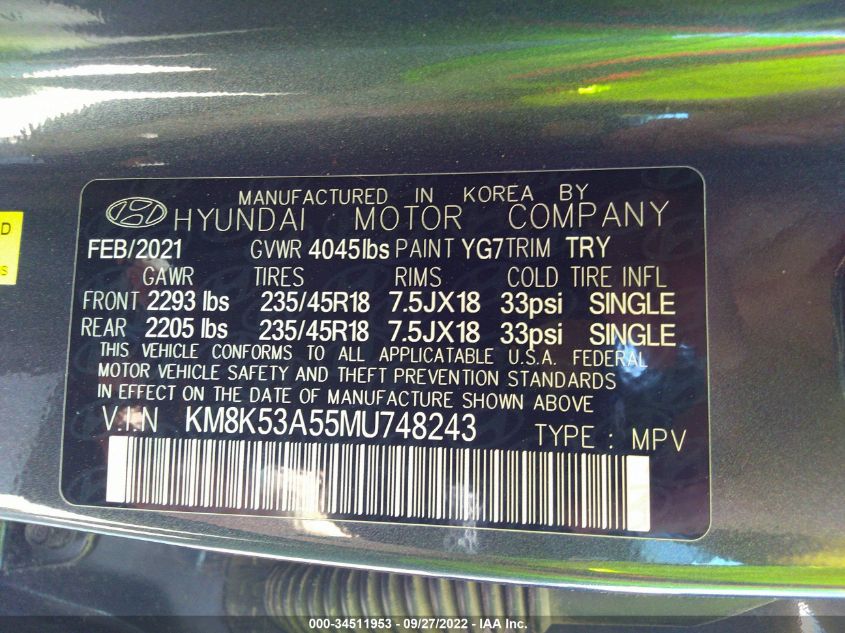 MANUFACTURED IN KOREA BY
HYUNDAI MOTOR COMPANY
FEB/2021 GVWR 4045lbs PAINT YG7 TRIM TRY
GAWR TIRES RIMS COLD TIRE INFL
FRONT 2293 lbs 235/45R18 7.5JX18 33psi SINGLE
REAR 2205 lbs 235/45R18 7.5JX18 33psi SINGLE
THIS VEHICLE CONFORMS TO ALL APPLICATABLE U.S.A. FEDERAL
MOTOR VEHICLE SAFETY AND THEFT PREVENTION STANDARDS
IN EFFECT ON THE DATE OF MANUFACTURE SHOWN ABOVE
V.I.N KM8K53A55MU748243 TYPE : MPV
D
000-34511953 - 09/27/2022 - IAAI.com